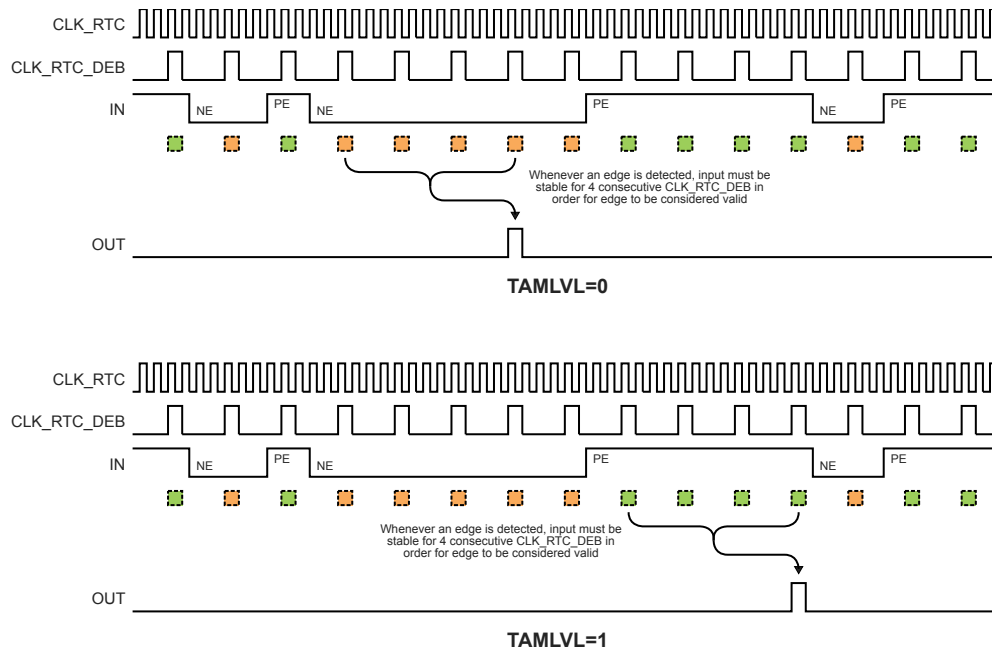 CLK_RTC
CLK_RTC_DEB
IN
NE
PE
NE
PE
NE
PE
Whenever an edge is detected, input must be
stable for 4 consecutive CLK_RTC_DEB in
order for edge to be considered valid
OUT
TAMLVL=0
CLK_RTC
CLK_RTC_DEB
IN
NE
PE
NE
PE
NE
PE
Whenever an edge is detected, input must be
stable for 4 consecutive CLK_RTC_DEB in
order for edge to be considered valid
OUT
TAMLVL=1